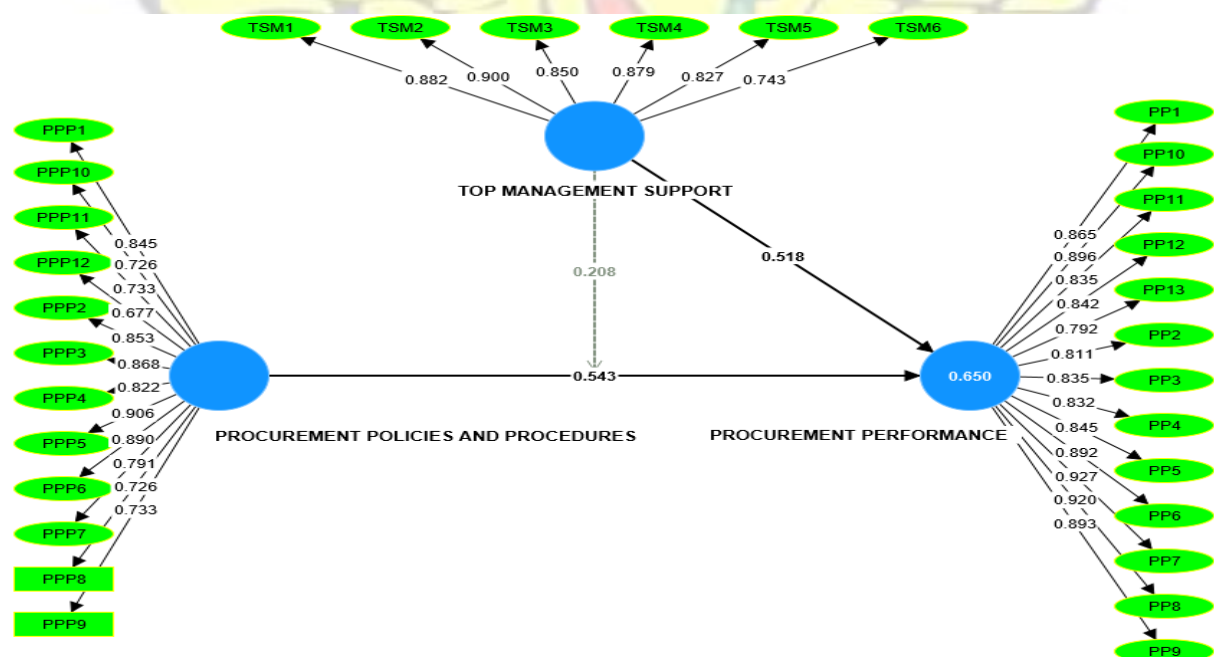 TSM1 TSM2 TSM3 TSM4 TSM5 TSM6
0.882 0.900 0.850 0.879 0.827 0.743
TOP MANAGEMENT SUPPORT
PPP1
PPP10
PPP11
PPP12
PPP2
PPP3
PPP4
PPP5
PPP6
PPP7
PPP8
PPP9
0.845
0.726
0.733
0.677
0.853
0.868
0.822
0.906
0.890
0.791
0.726
0.733
0.208
0.518
0.543
0.650
PROCUREMENT POLICIES AND PROCEDURES
PROCUREMENT PERFORMANCE
0.865
0.896
0.835
0.842
0.792
0.811
0.835
0.832
0.845
0.892
0.927
0.920
0.893
PP1
PP10
PP11
PP12
PP13
PP2
PP3
PP4
PP5
PP6
PP7
PP8
PP9